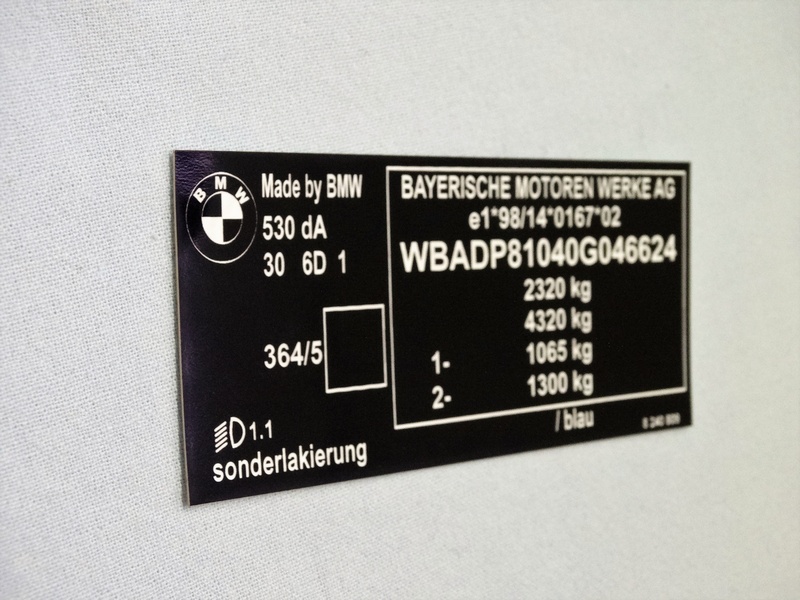 BMW
Made by BMW
530 dA
30 6D 1
364/5
1.1
sonderlakierung
BAYERISCHE MOTOREN WERKE AG
e1*98/14*0167*02
WBADP81040G046624
2320 kg
4320 kg
1- 1065 kg
2- 1300 kg
/ blau